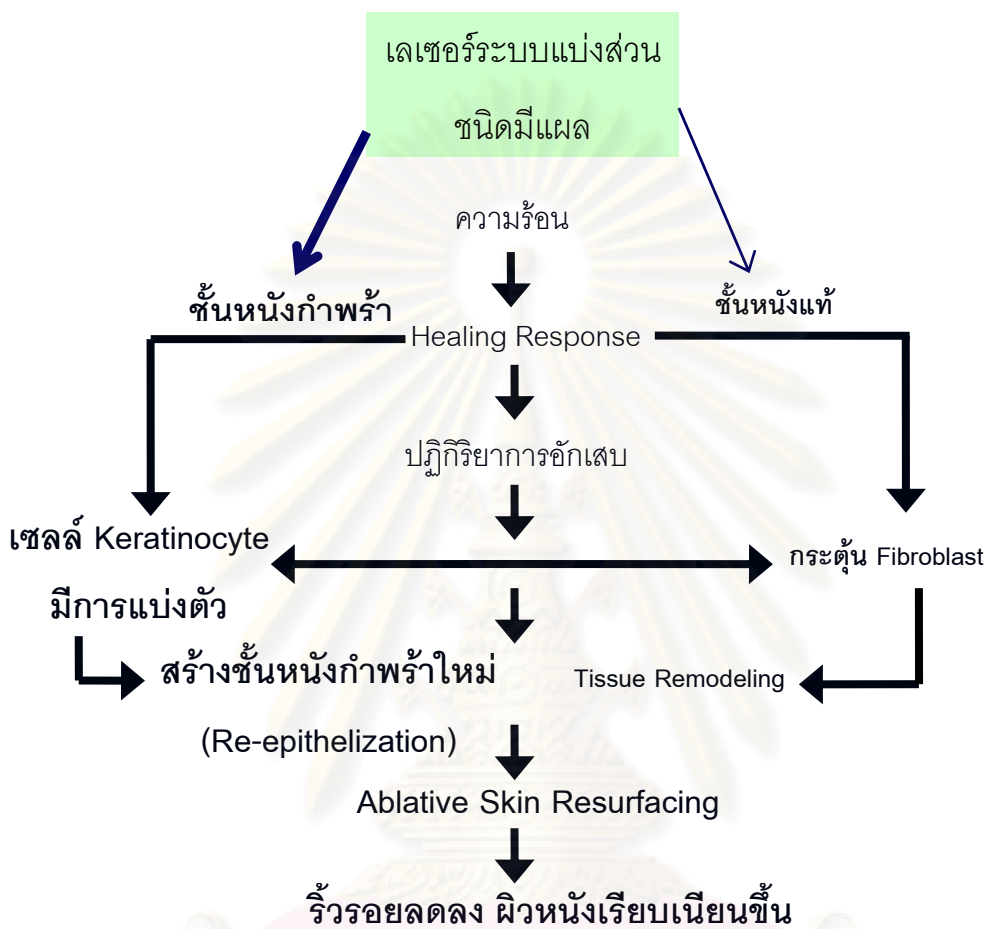 เลเซอร์ระบบแบ่งส่วน
ชนิดมีแผล
ความร้อน
ชั้นหนังกำพร้า
ชั้นหนังแท้
Healing Response
ปฏิกิริยาการอักเสบ
เซลล์ Keratinocyte
มีการแบ่งตัว
กระตุ้น Fibroblast
สร้างชั้นหนังกำพร้าใหม่
(Re-epithelization)
Tissue Remodeling
Ablative Skin Resurfacing
ริ้วรอยลดลง ผิวหนังเรียบเนียนขึ้น